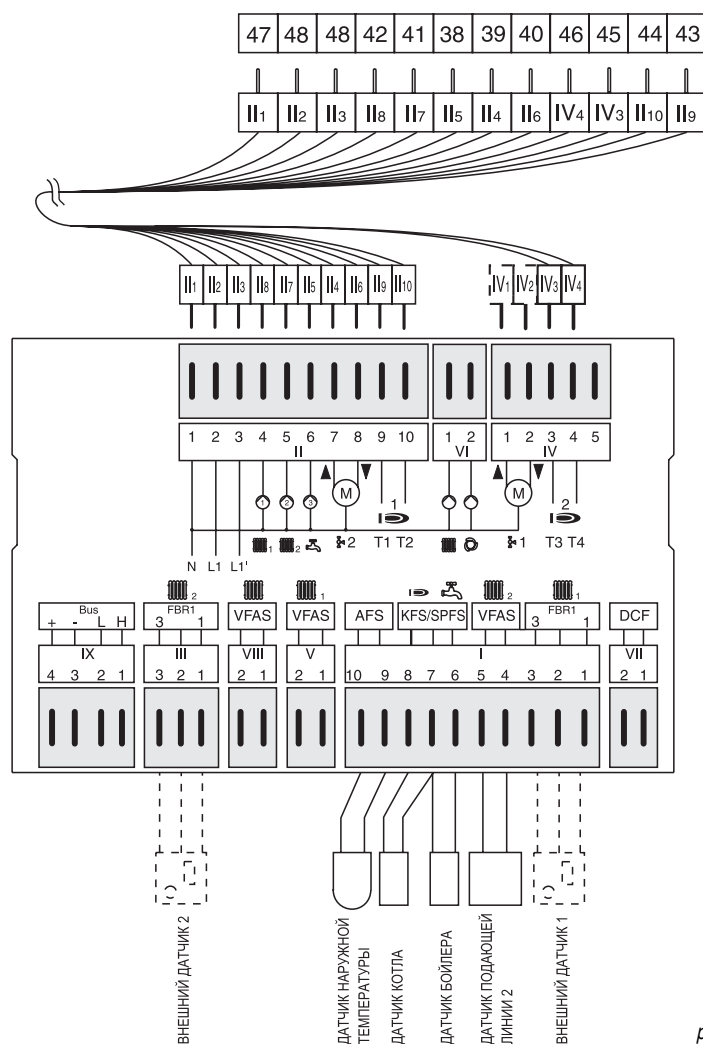 47 48 48 42 41 38 39 40 46 45 44 43
II1 II2 II3 II8 II7 II5 II4 II6 IV4 IV3 II10 II9
II1 II2 II3 II8 II7 II5 II4 II6 II9 II10 IV1 IV2 IV3 IV4
1 2 3 4 5 6 7 8 9 10 1 2 1 2 3 4 5
II VI IV
1 2 3 M 1 M 2
1 2 2 T1 T2 1 T3 T4
N L1 L1'
2 1 2 1
Bus FBR1 VFAS VFAS AFS KFS/SPFS VFAS FBR1 DCF
+ - L H 3 1 3 1
IX III VIII V I VII
4 3 2 1 3 2 1 2 1 2 1 10 9 8 7 6 5 4 3 2 1 2 1
ВНЕШНИЙ ДАТЧИК 2
ДАТЧИК НАРУЖНОЙ
ТЕМПЕРАТУРЫ
ДАТЧИК КОТЛА
ДАТЧИК БОЙЛЕРА
ДАТЧИК ПОДАЮЩЕЙ
ЛИНИИ 2
ВНЕШНИЙ ДАТЧИК 1